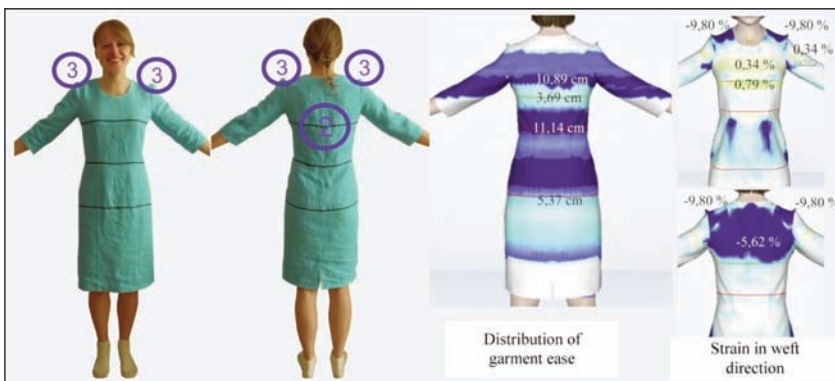 3
3
3
3
2
10,89 cm
3,69 cm
11,14 cm
5,37 cm
Distribution of
garment ease
-9,80 %
-9,80 %
0,34 %
0,34 %
0,79 %
-9,80 %
-9,80 %
-5,62 %
Strain in weft
direction